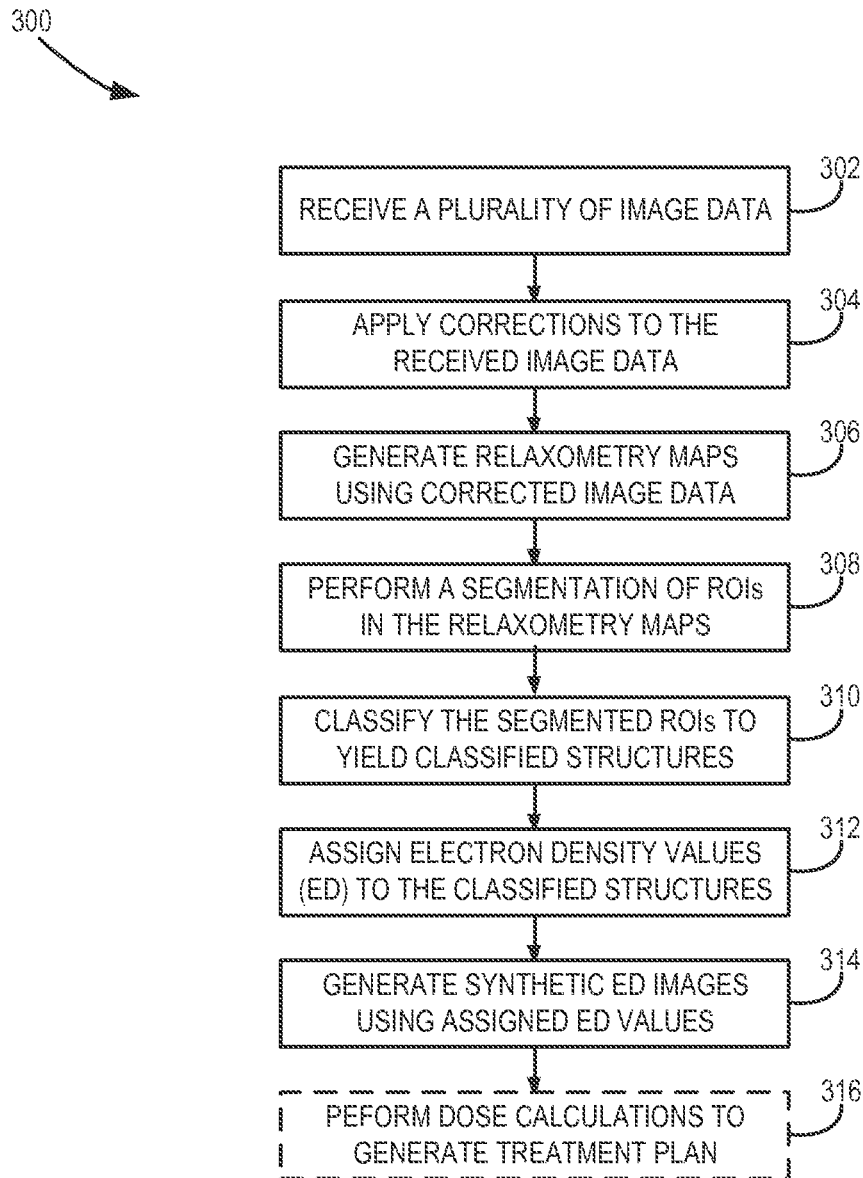 300
302
RECEIVE A PLURALITY OF IMAGE DATA
304
APPLY CORRECTIONS TO THE
RECEIVED IMAGE DATA
306
GENERATE RELAXOMETRY MAPS
USING CORRECTED IMAGE DATA
308
PERFORM A SEGMENTATION OF ROIs
IN THE RELAXOMETRY MAPS
310
CLASSIFY THE SEGMENTED ROIs TO
YIELD CLASSIFIED STRUCTURES
312
ASSIGN ELECTRON DENSITY VALUES
(ED) TO THE CLASSIFIED STRUCTURES
314
GENERATE SYNTHETIC ED IMAGES
USING ASSIGNED ED VALUES
316
PEFORM DOSE CALCULATIONS TO
GENERATE TREATMENT PLAN